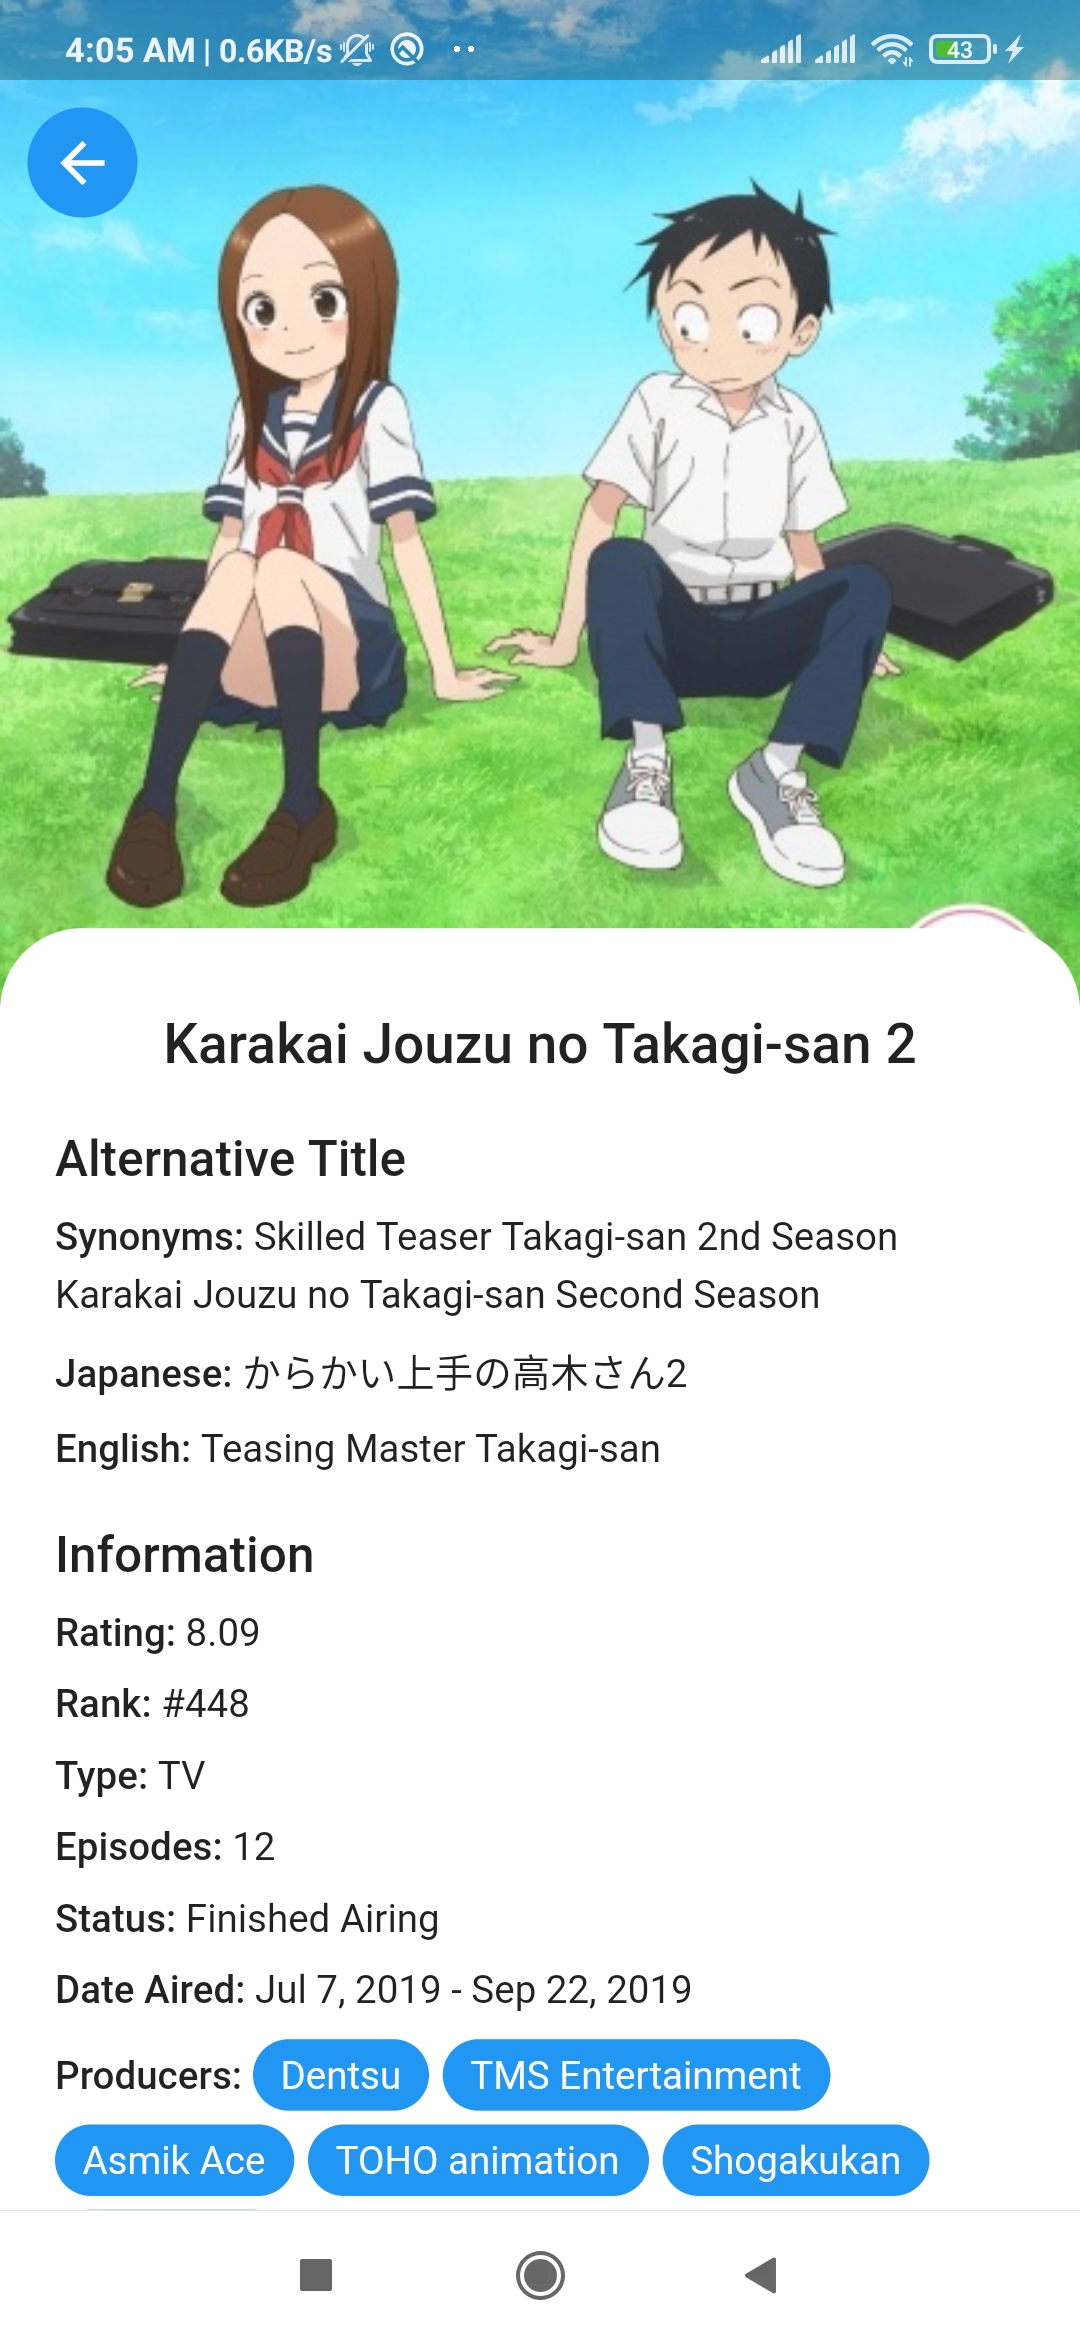 4:05 AM | 0.6KB/s 43
Karakai Jouzu no Takagi-san 2
Alternative Title
Synonyms: Skilled Teaser Takagi-san 2nd Season
Karakai Jouzu no Takagi-san Second Season
Japanese: からかい上手の高木さん2
English: Teasing Master Takagi-san
Information
Rating: 8.09
Rank: #448
Type: TV
Episodes: 12
Status: Finished Airing
Date Aired: Jul 7, 2019 - Sep 22, 2019
Producers: Dentsu TMS Entertainment
Asmik Ace TOHO animation Shogakukan